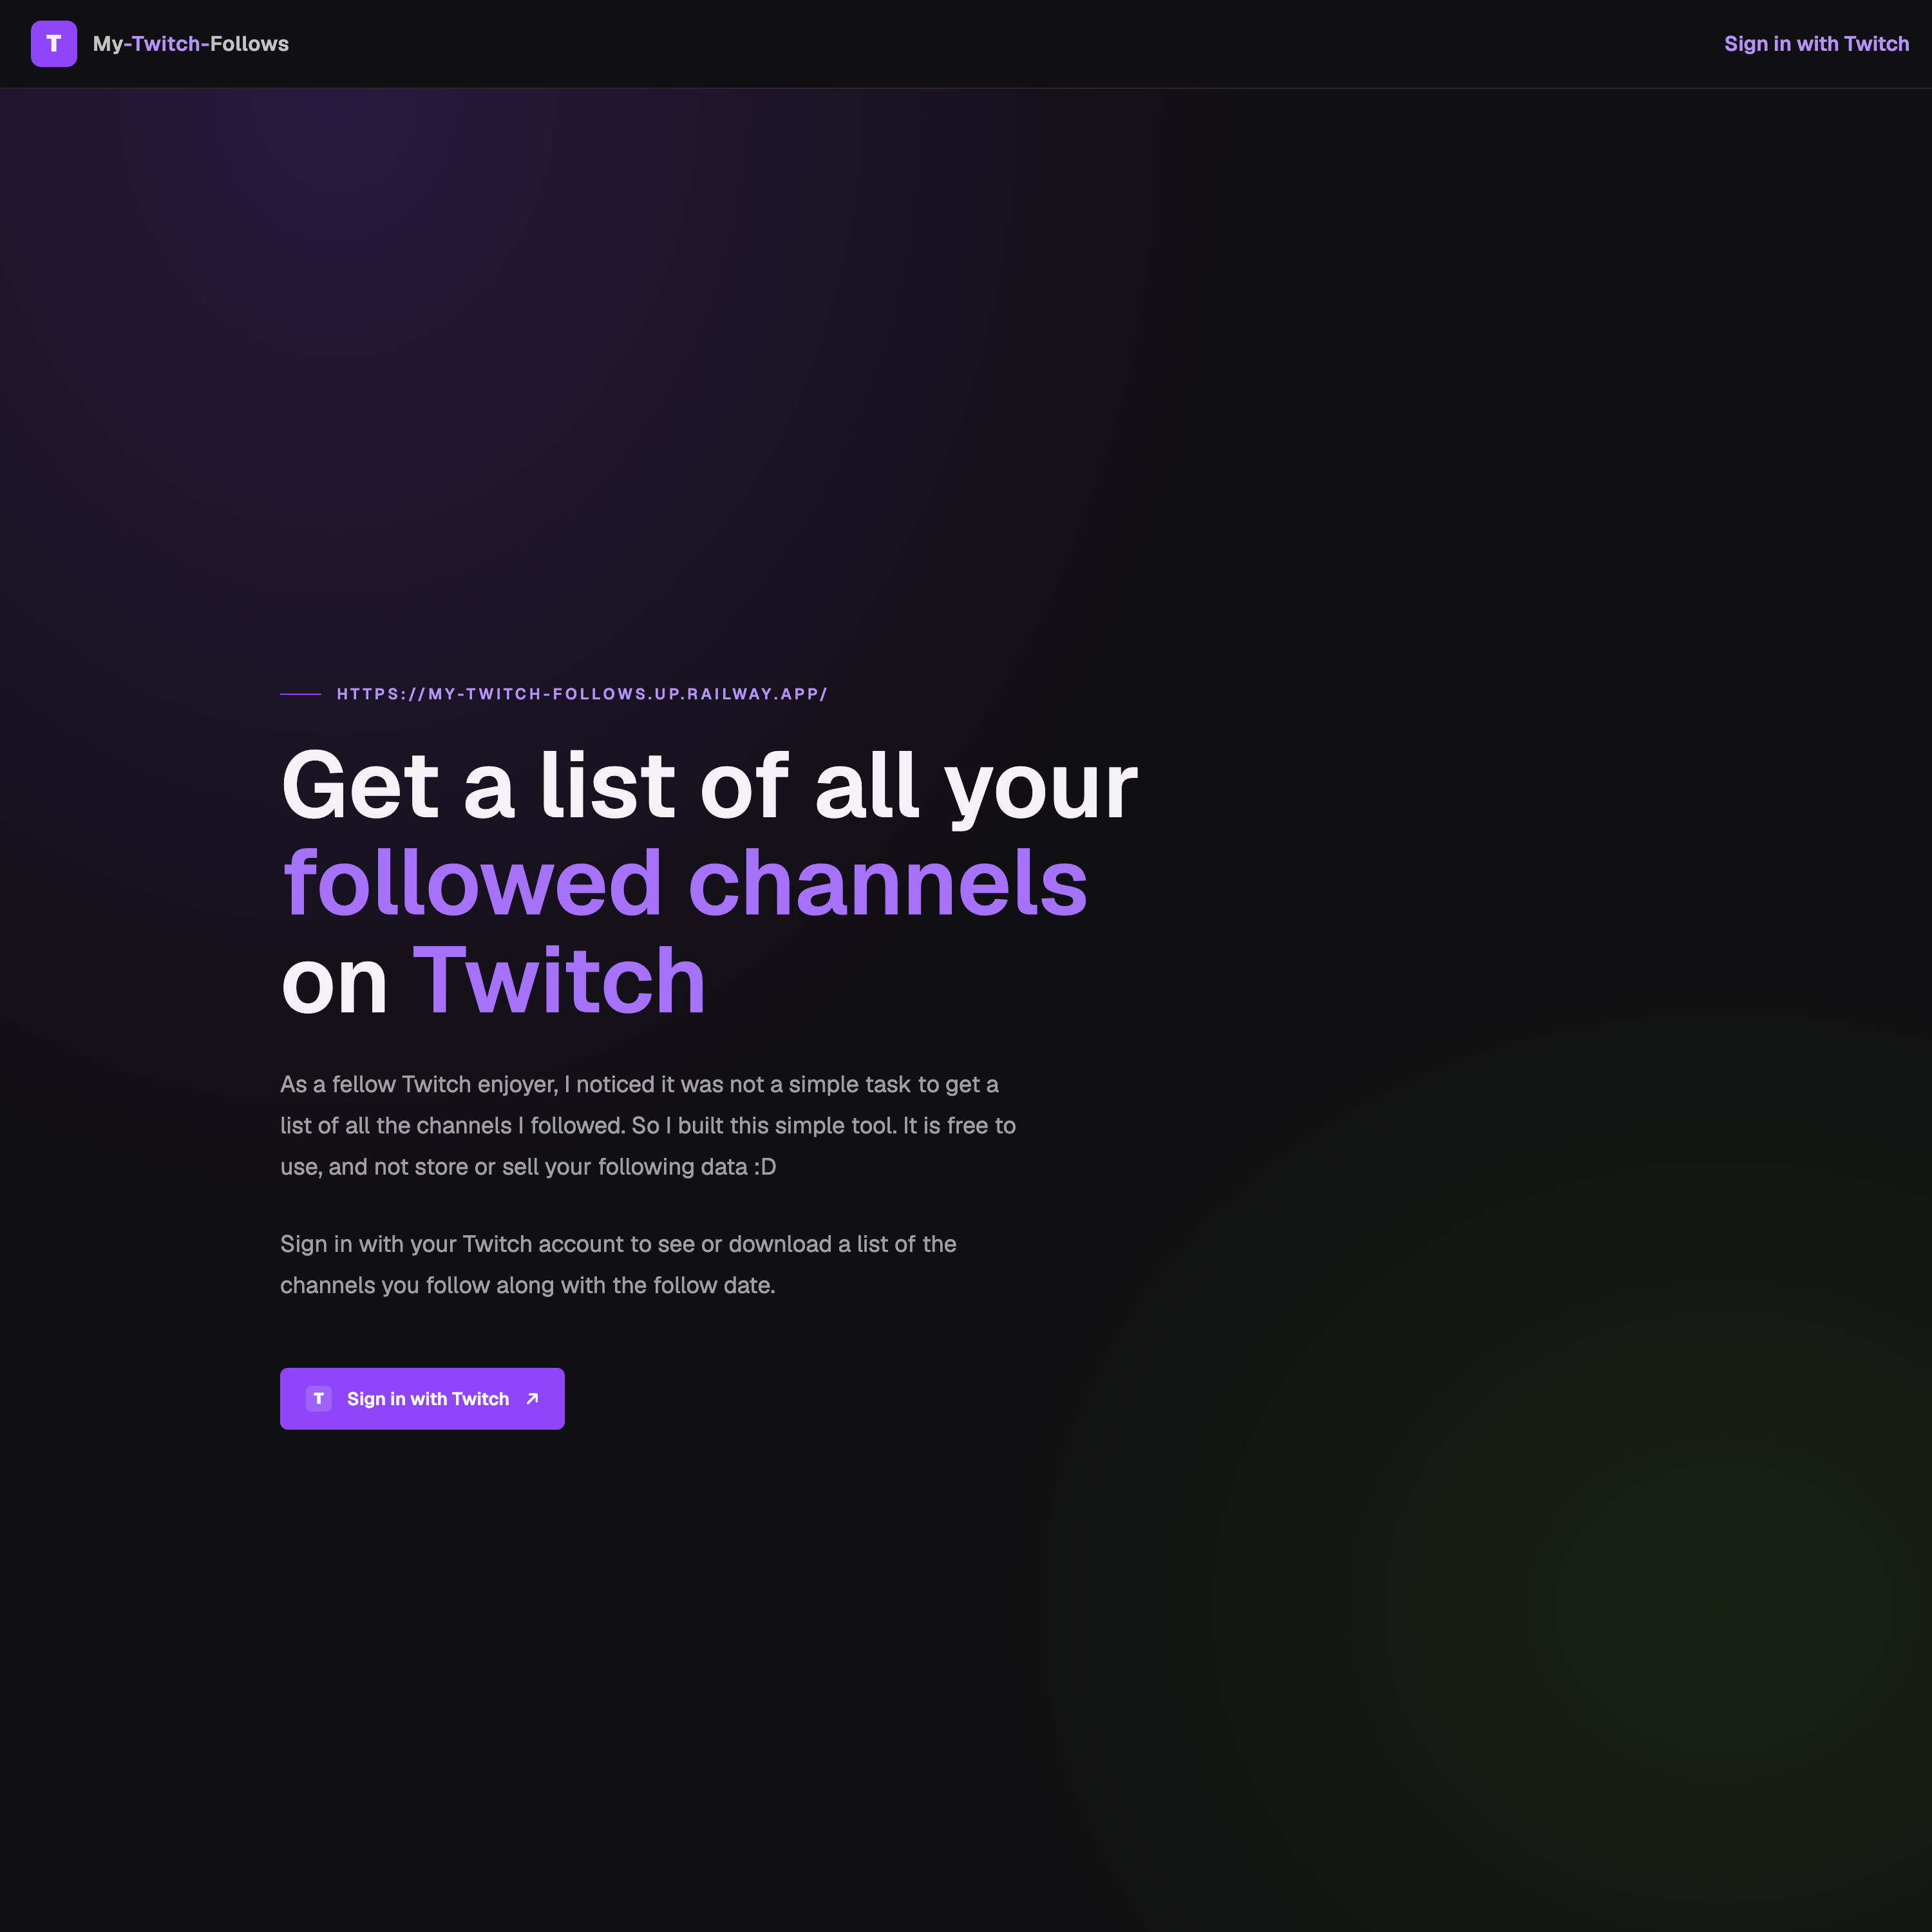 T My-Twitch-Follows
Sign in with Twitch
HTTPS://MY-TWITCH-FOLLOWS.UP.RAILWAY.APP/
Get a list of all your
followed channels
on Twitch
As a fellow Twitch enjoyer, I noticed it was not a simple task to get a
list of all the channels I followed. So I built this simple tool. It is free to
use, and not store or sell your following data :D
Sign in with your Twitch account to see or download a list of the
channels you follow along with the follow date.
T Sign in with Twitch ↗